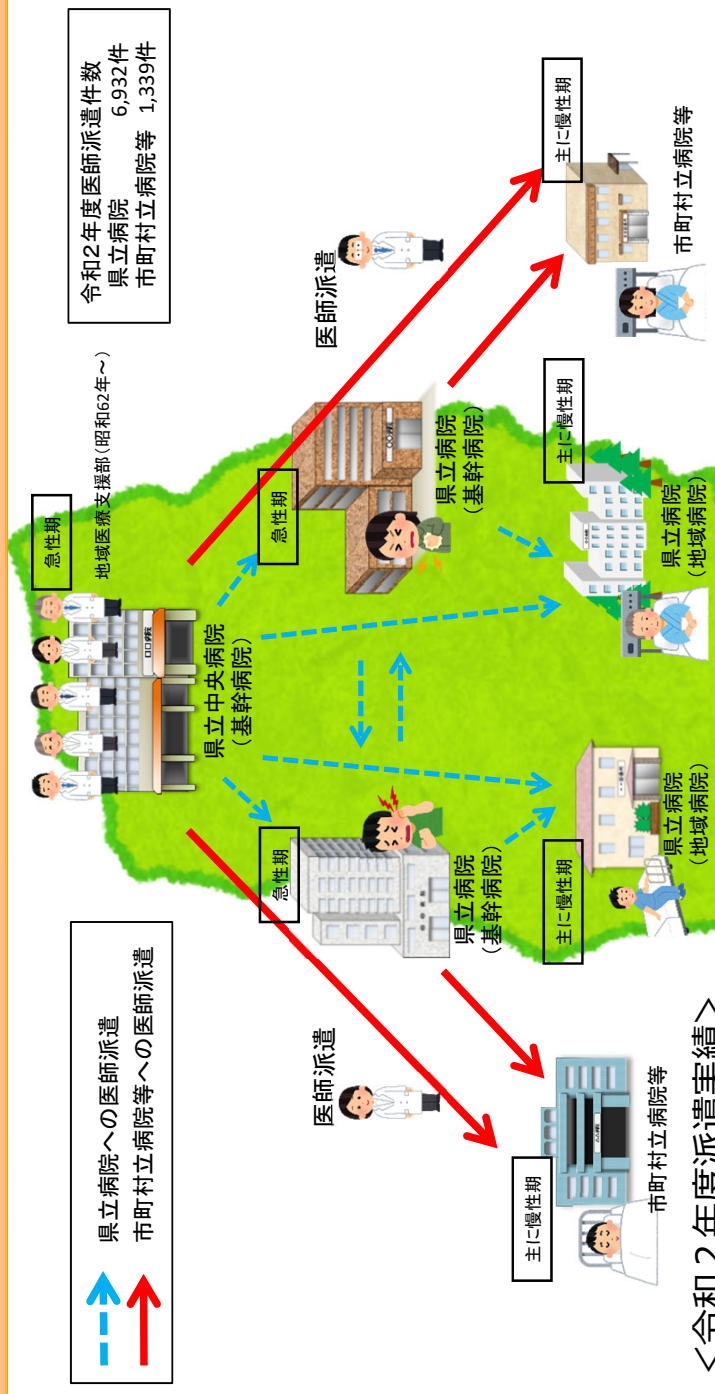 県立病院への医師派遣
市町村立病院等への医師派遣
令和2年度医師派遣件数
県立病院 6,932件
市町村立病院等 1,339件
急性期
地域医療支援部(昭和62年~)
県立中央病院
(基幹病院)
医師派遣
医師派遣
急性期
県立病院
(基幹病院)
急性期
県立病院
(基幹病院)
主に慢性期
市町村立病院等
主に慢性期
県立病院
(地域病院)
主に慢性期
県立病院
(地域病院)
主に慢性期
市町村立病院等
<令和2年度派遣実績>